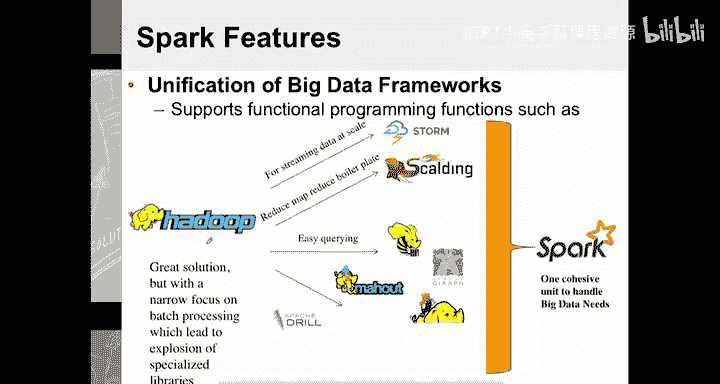 Spark Features
bilibili
• Unification of Big Data Frameworks
– Supports functional programming functions such as
For streaming data at scale
STORM
Reduce map reduce boiler plate
Scalding
hadoop
Easy querying
GIRAPH
Spark
mahout
APACHE
DRILL
Great solution,
but with a
narrow focus on
batch processing
which lead to
explosion of
specialized
libraries
One cohesive
unit to handle
Big Data Needs